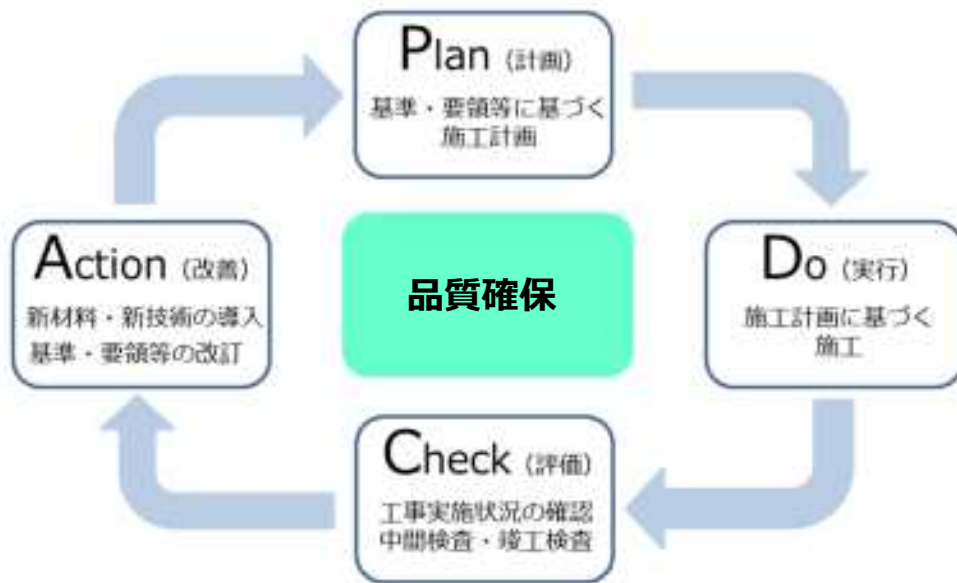 Plan (計画)
基準・要領等に基づく
施工計画
Action (改善)
新材料・新技術の導入
基準・要領等の改訂
品質確保
Do (実行)
施工計画に基づく
施工
Check (評価)
工事実施状況の確認
中間検査・竣工検査